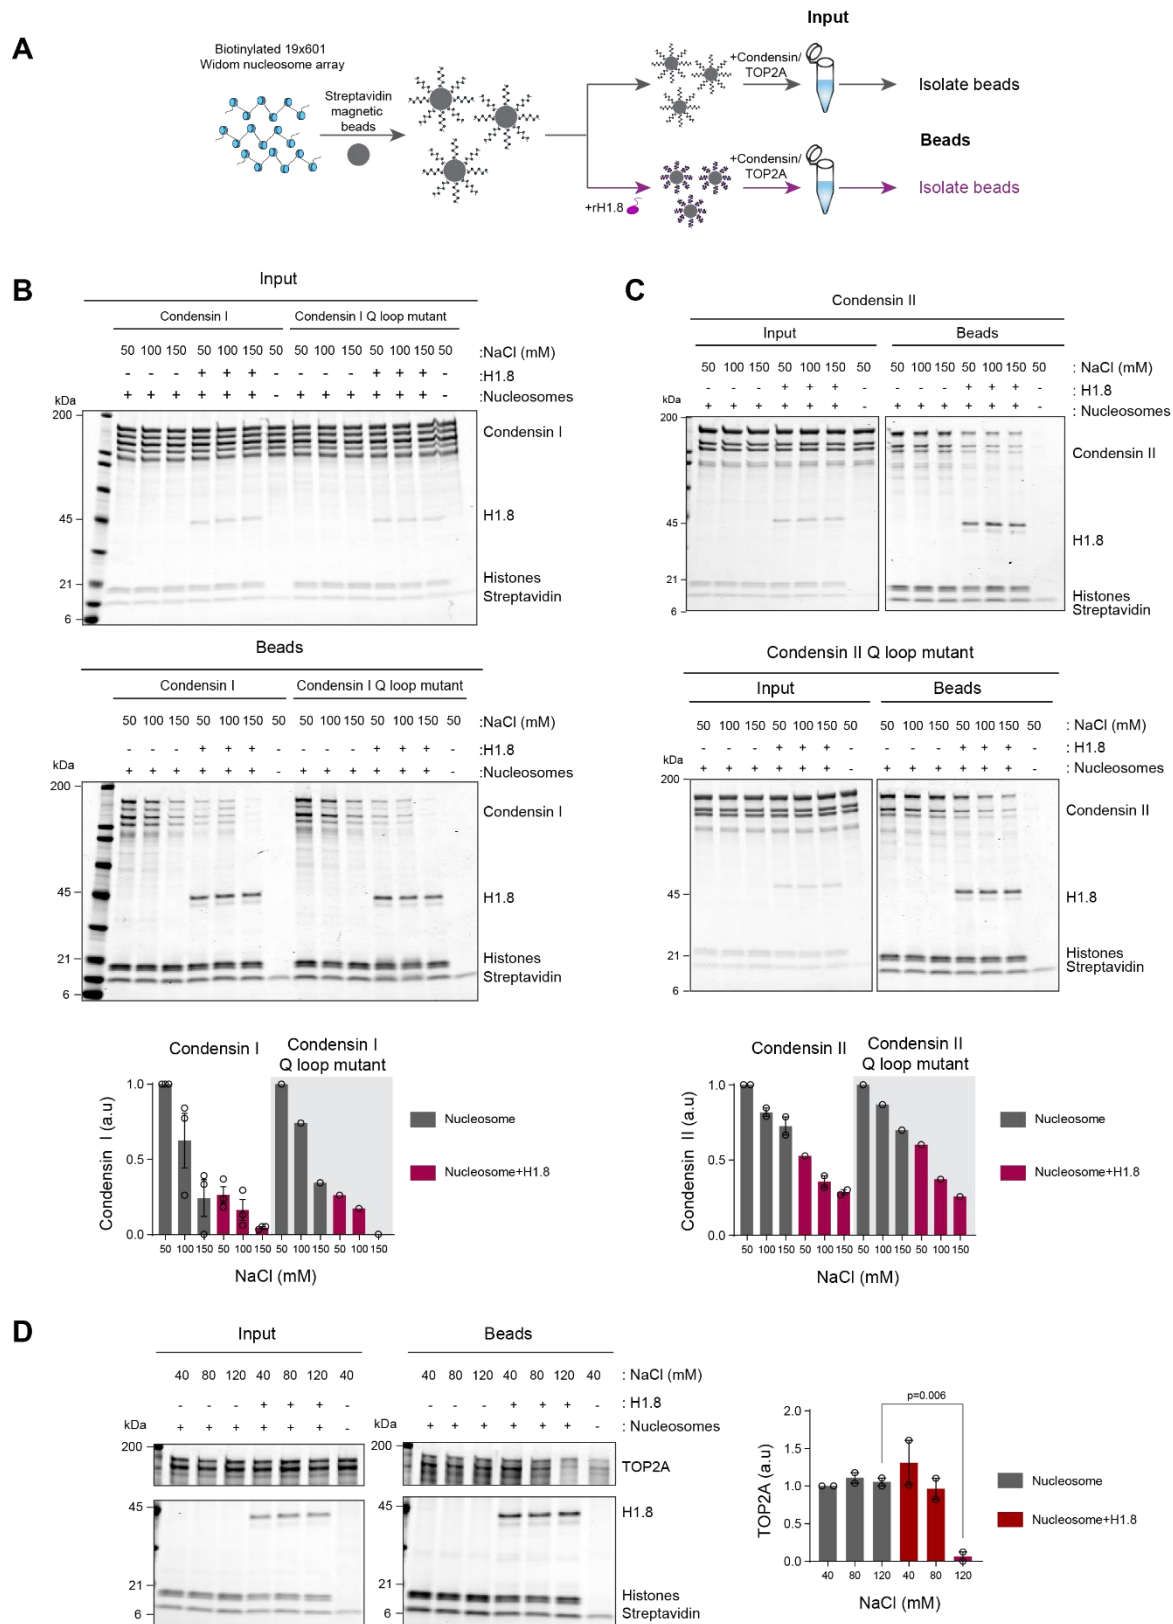 A
Input
Biotinylated 19x601
Widom nucleosome array
Streptavidin
magnetic
beads
+Condensin/
TOP2A
Isolate beads
Beads
+Condensin/
TOP2A
+rH1.8
Isolate beads
B
Input
Condensin I
Condensin I Q loop mutant
50 100 150 50 100 150 50 50 100 150 50 100 150 50 :NaCl (mM)
- - - + + + - - - - + + + - :H1.8
+ + + + + + - + + + + + + - :Nucleosomes
kDa
200
Condensin I
45
H1.8
21
Histones
Streptavidin
6
Beads
Condensin I
Condensin I Q loop mutant
50 100 150 50 100 150 50 50 100 150 50 100 150 50 :NaCl (mM)
- - - + + + - - - - + + + - :H1.8
+ + + + + + - + + + + + + - :Nucleosomes
kDa
200
Condensin I
45
H1.8
21
Histones
Streptavidin
6
Condensin I
Condensin I
Q loop mutant
Condensin I (a.u)
1.0
0.5
0.0
50 100 150 50 100 150 50 100 150 50 100 150
NaCl (mM)
Nucleosome
Nucleosome+H1.8
C
Condensin II
Input
Beads
50 100 150 50 100 150 50 50 100 150 50 100 150 50 : NaCl (mM)
- - - + + + - - - - + + + - : H1.8
+ + + + + + - + + + + + + - : Nucleosomes
kDa
200
Condensin II
45
H1.8
21
Histones
Streptavidin
6
Condensin II Q loop mutant
Input
Beads
50 100 150 50 100 150 50 50 100 150 50 100 150 50 : NaCl (mM)
- - - + + + - - - - + + + - : H1.8
+ + + + + + - + + + + + + - : Nucleosomes
kDa
200
Condensin II
45
H1.8
21
Histones
Streptavidin
6
Condensin II
Condensin II
Q loop mutant
Condensin II (a.u)
1.0
0.5
0.0
50 100 150 50 100 150 50 100 150 50 100 150
NaCl (mM)
Nucleosome
Nucleosome+H1.8
D
Input
Beads
40 80 120 40 80 120 40 40 80 120 40 80 120 40 : NaCl (mM)
- - - + + + - - - - + + + - : H1.8
+ + + + + + - + + + + + + - : Nucleosomes
kDa
kDa
200
200
TOP2A
45
45
H1.8
21
21
Histones
Streptavidin
6
6
p=0.006
TOP2A (a.u)
2.0
1.5
1.0
0.5
0.0
40 80 120 40 80 120
NaCl (mM)
Nucleosome
Nucleosome+H1.8